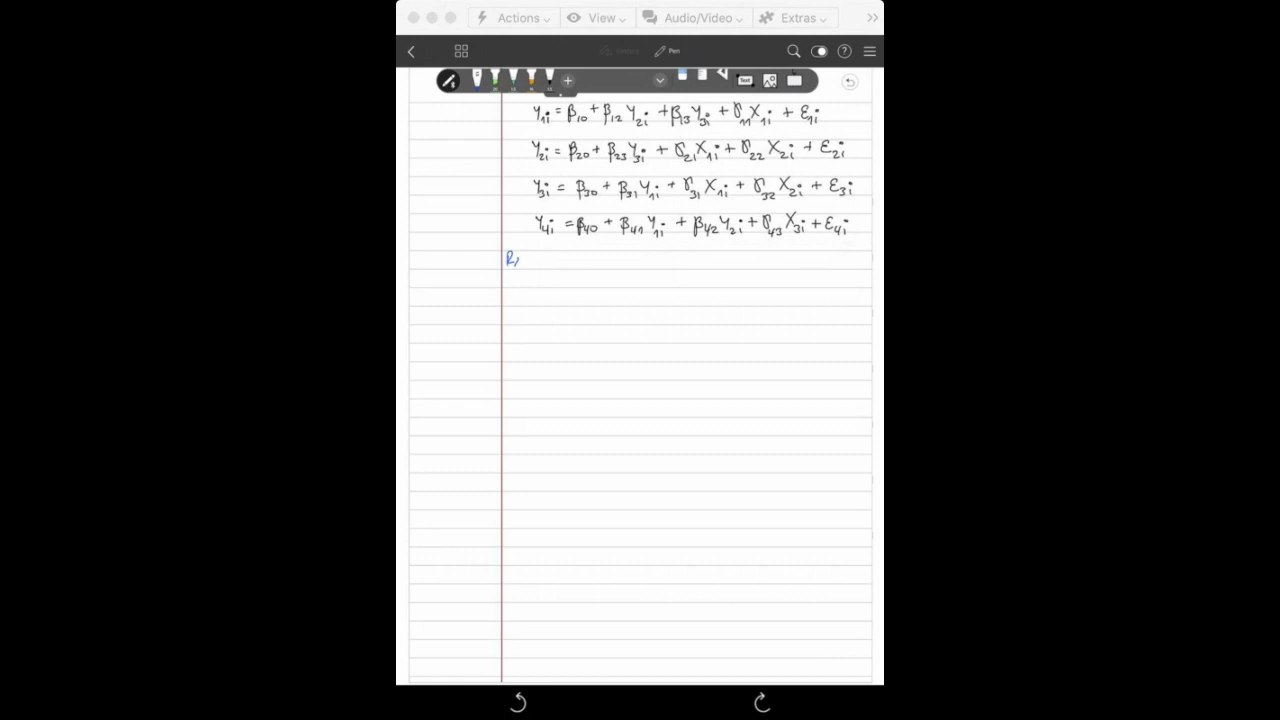 Actions View Audio/Video Extras
Pen
Text
Y₁ᵢ = β₁₀ + β₁₂ Y₂ᵢ + β₁₃ Y₃ᵢ + γ₁₁ X₁ᵢ + ε₁ᵢ
Y₂ᵢ = β₂₀ + β₂₃ Y₃ᵢ + γ₂₁ X₁ᵢ + γ₂₂ X₂ᵢ + ε₂ᵢ
Y₃ᵢ = β₃₀ + β₃₁ Y₁ᵢ + γ₃₁ X₁ᵢ + γ₃₂ X₂ᵢ + ε₃ᵢ
Y₄ᵢ = β₄₀ + β₄₁ Y₁ᵢ + β₄₂ Y₂ᵢ + γ₄₃ X₃ᵢ + ε₄ᵢ